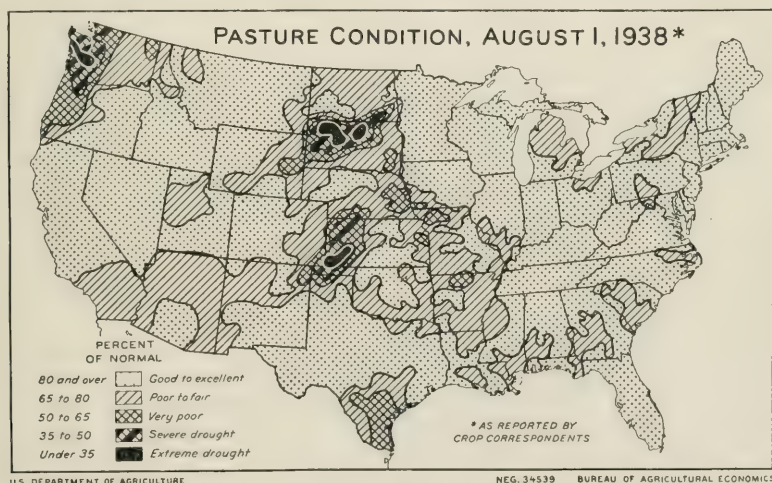 PASTURE CONDITION, AUGUST 1, 1938*
PERCENT
OF NORMAL
80 and over Good to excellent
65 to 80 Poor to fair
50 to 65 Very poor
35 to 50 Severe drought
Under 35 Extreme drought
* AS REPORTED BY
CROP CORRESPONDENTS
U. S. DEPARTMENT OF AGRICULTURE NEG. 34539 BUREAU OF AGRICULTURAL ECONOMICS